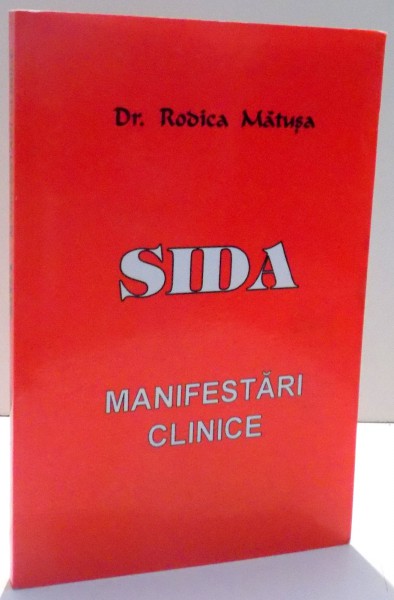 Dr. Rodica Mătușa
SIDA
MANIFESTĂRI
CLINICE